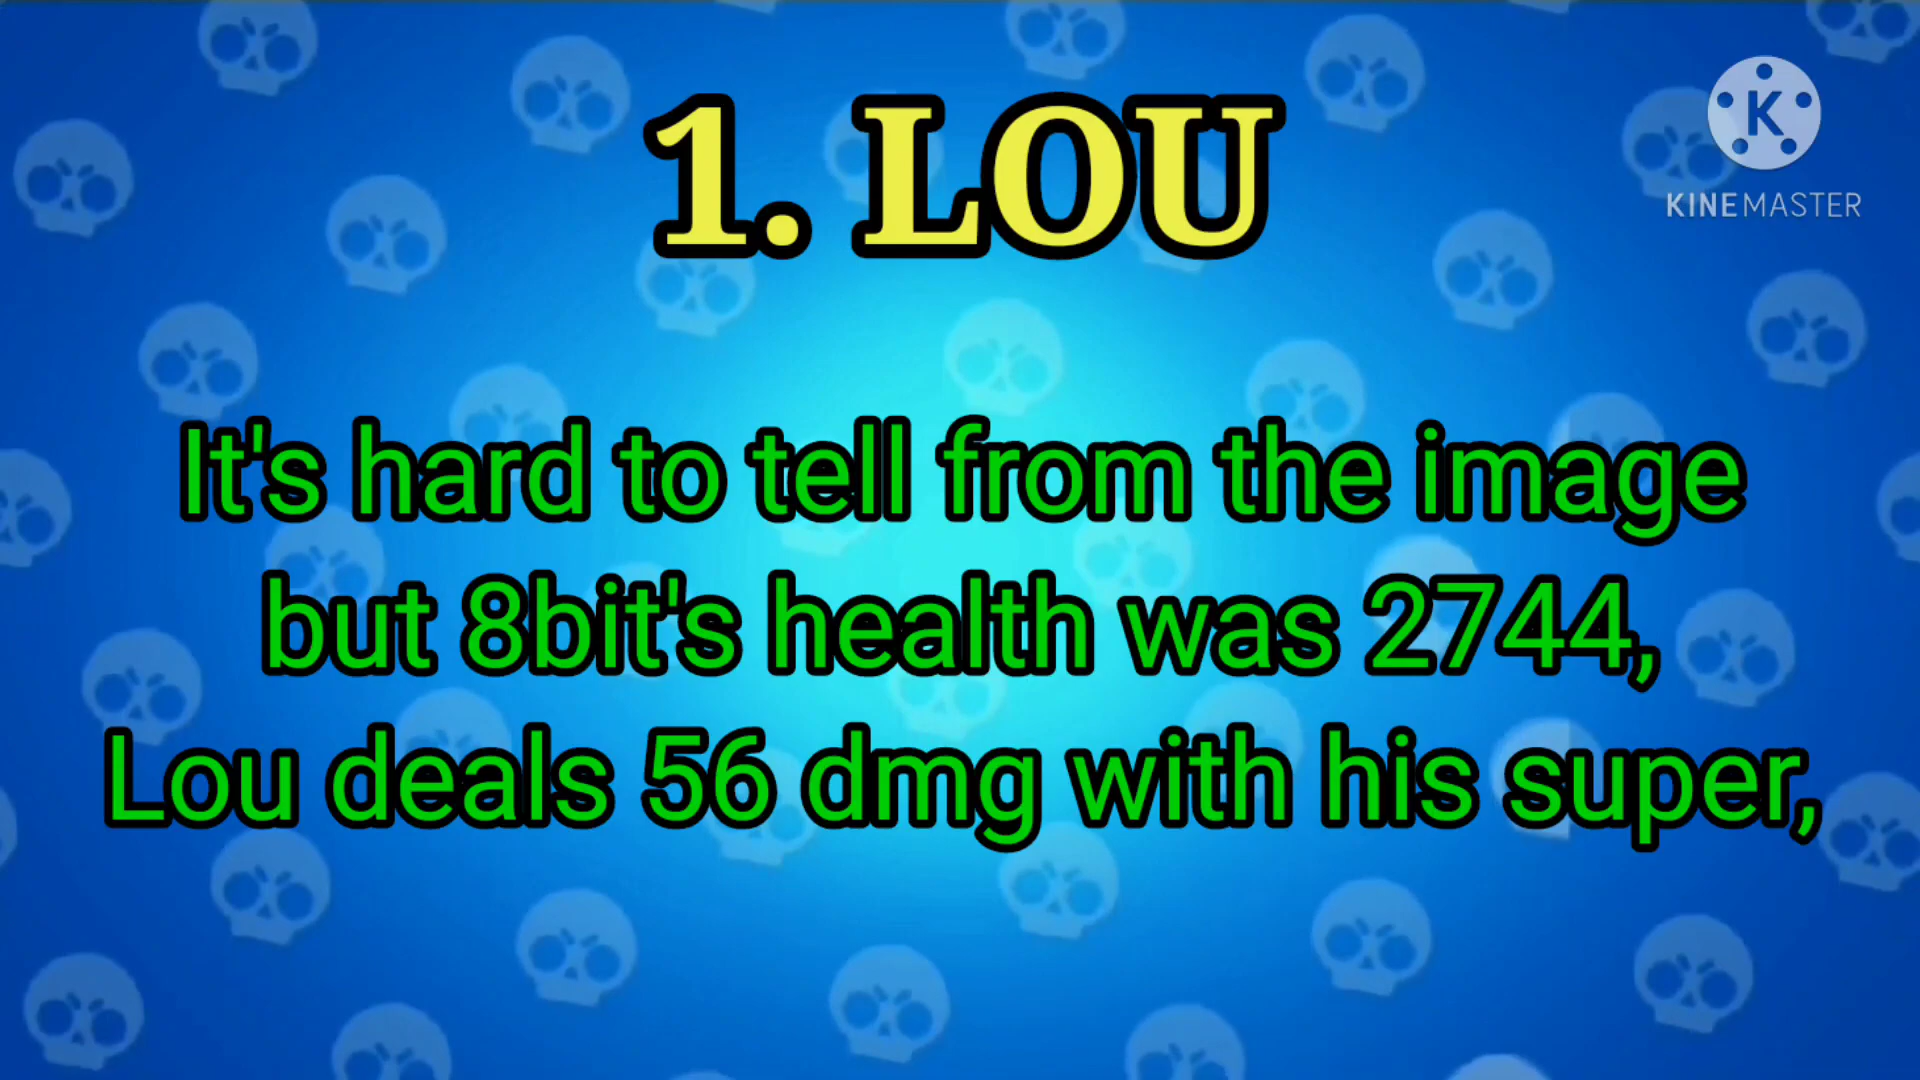 1. LOU
K
KINEMASTER
It's hard to tell from the image
but 8bit's health was 2744,
Lou deals 56 dmg with his super,